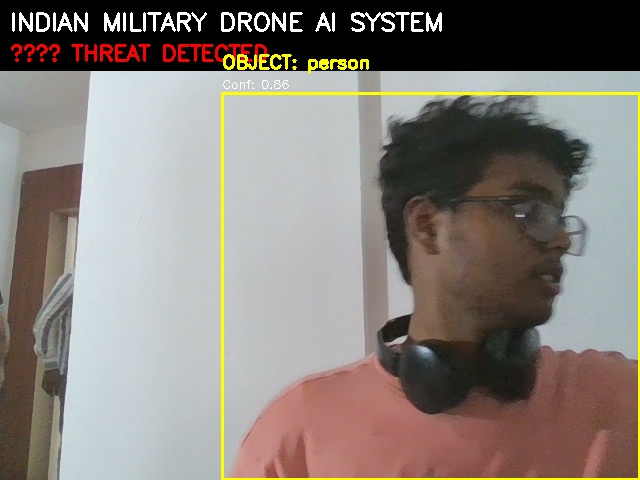 INDIAN MILITARY DRONE AI SYSTEM
???? THREAT DETECTED
OBJECT: person
Conf: 0.86